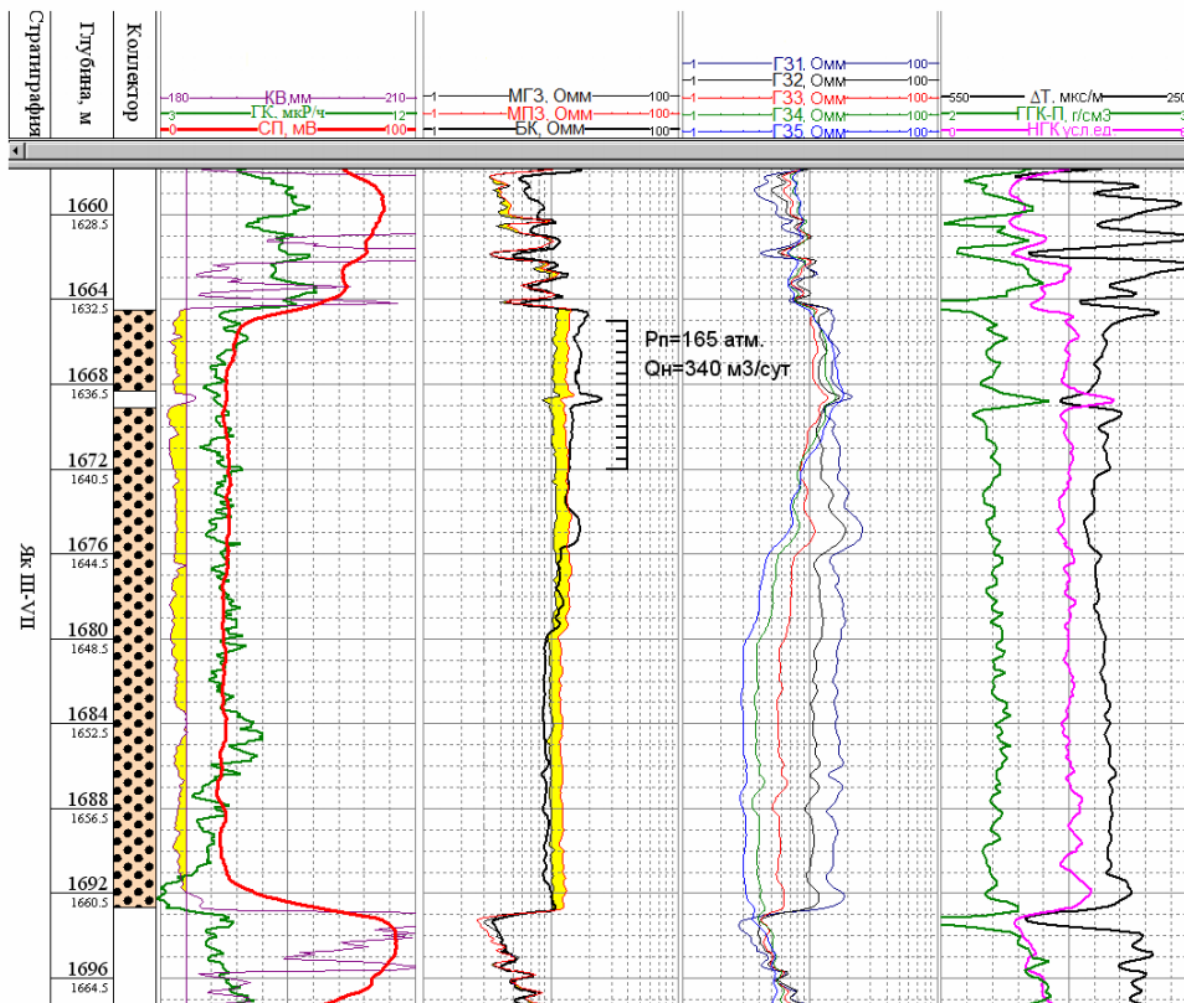 Стратиграфия
Глубина, м
Коллектор
180 КВ,мм 210
3 ГК, мкР/ч 12
0 СП, мВ 100
1 МГЗ, Омм 100
1 МПЗ, Омм 100
1 БК, Омм 100
1 ГЗ1, Омм 100
1 ГЗ2, Омм 100
1 ГЗ3, Омм 100
1 ГЗ4, Омм 100
1 ГЗ5, Омм 100
550 ΔТ, мкс/м 250
2 ГГК-П, г/см3 3
0 НГК усл.ед.
1660
1628.5
1664
1632.5
Рп=165 атм.
Qн=340 м3/сут
1668
1636.5
1672
1640.5
1676
1644.5
Як III-VII
1680
1648.5
1684
1652.5
1688
1656.5
1692
1660.5
1696
1664.5